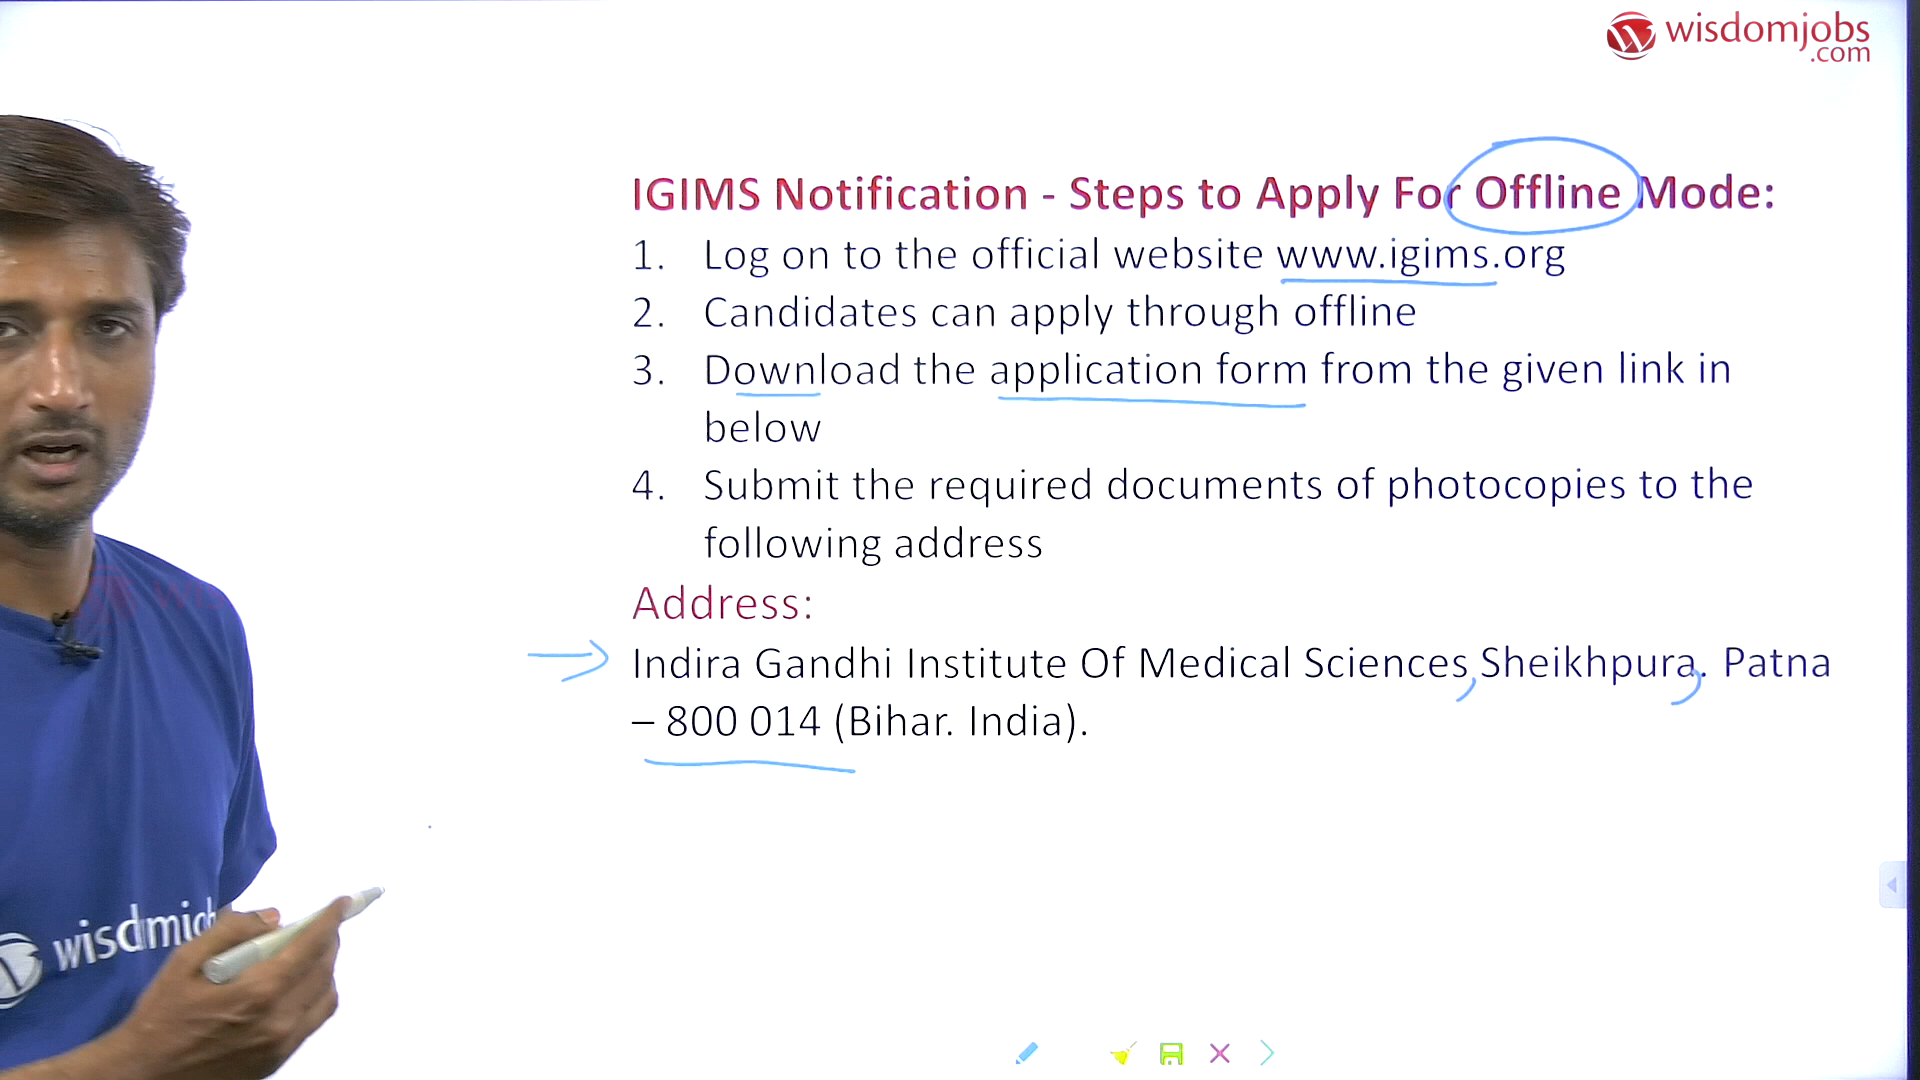 wisdomjobs
.com
IGIMS Notification - Steps to Apply For Offline Mode:
1. Log on to the official website www.igims.org
2. Candidates can apply through offline
3. Download the application form from the given link in
below
4. Submit the required documents of photocopies to the
following address
Address:
Indira Gandhi Institute Of Medical Sciences,Sheikhpura. Patna
– 800 014 (Bihar. India).